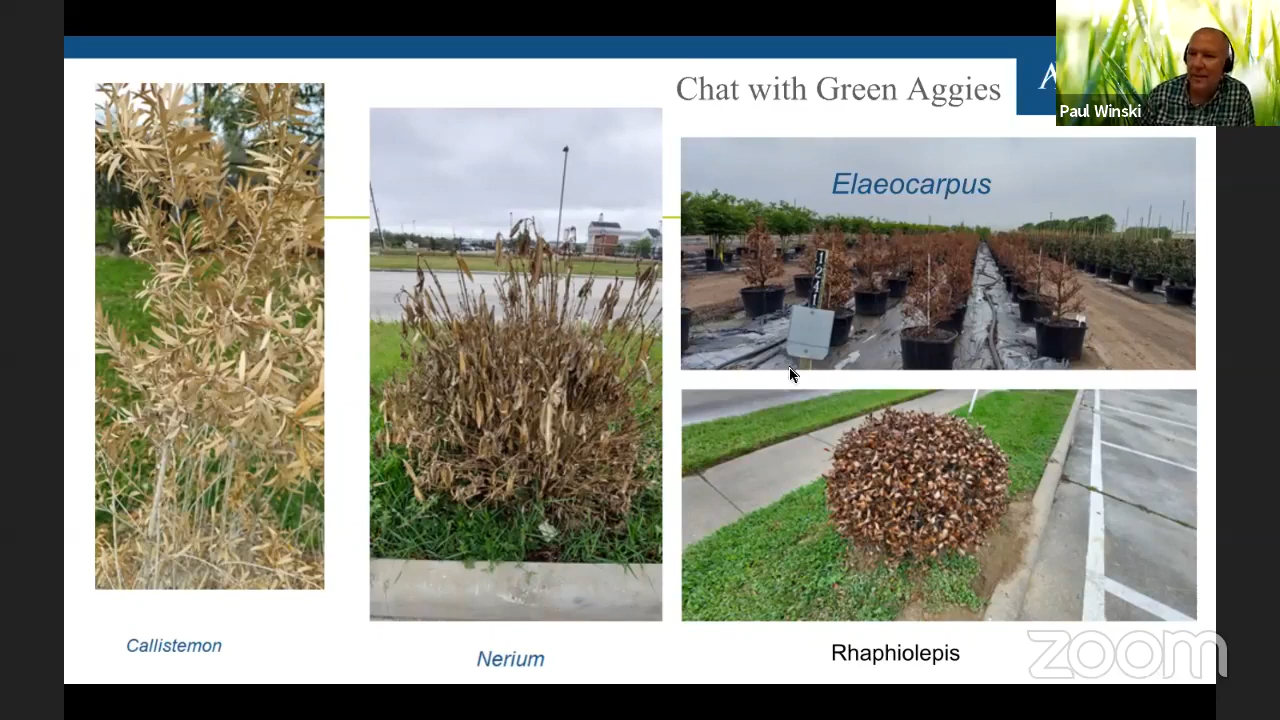 Chat with Green Aggies
A
Paul Winski
Elaeocarpus
Callistemon
Nerium
Rhaphiolepis
zoom